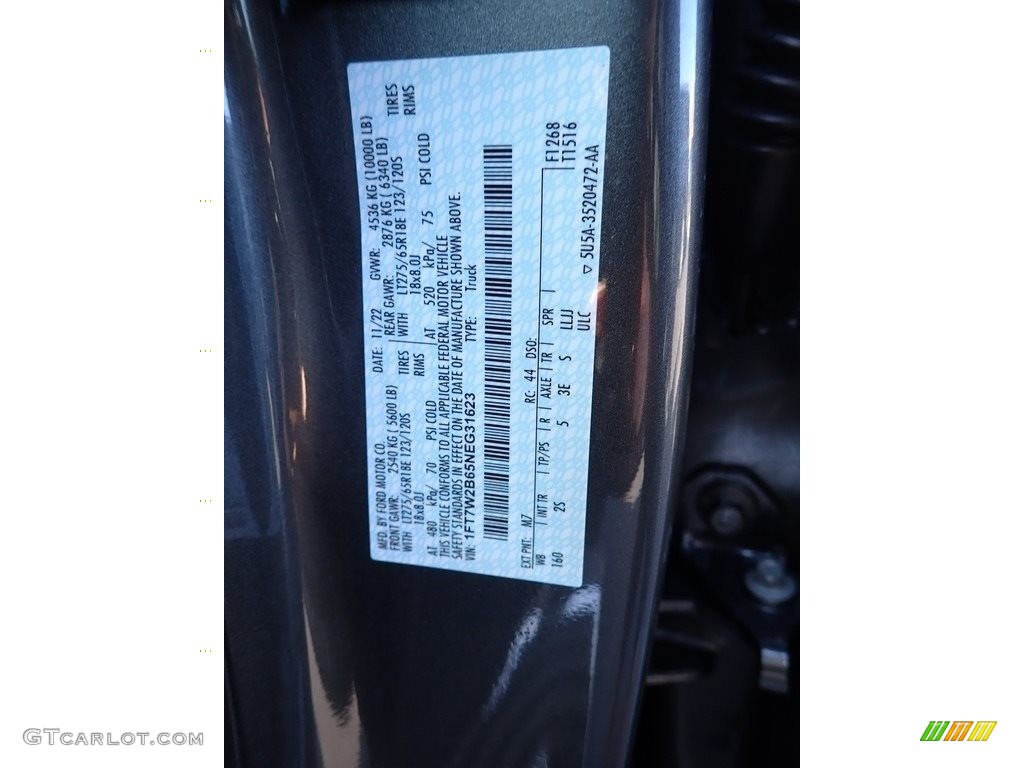 MFD. BY FORD MOTOR CO. DATE: 11/22 GVWR: 4536 KG (10000 LB)
FRONT GAWR: 2540 KG ( 5600 LB) REAR GAWR: 2876 KG ( 6340 LB)
WITH LT275/65R18E 123/120S TIRES WITH LT275/65R18E 123/120S TIRES
18x8.0J RIMS 18x8.0J RIMS
AT 480 kPa/ 70 PSI COLD AT 520 kPa/ 75 PSI COLD
THIS VEHICLE CONFORMS TO ALL APPLICABLE FEDERAL MOTOR VEHICLE
SAFETY STANDARDS IN EFFECT ON THE DATE OF MANUFACTURE SHOWN ABOVE.
VIN: 1FT7W2B65NEG31623 TYPE: Truck
EXT PNT: M7 RC: 44 DSO: F1268
WB INT TR TP/PS R AXLE TR SPR T1516
160 2S 5 3E S LLJJ
ULC ▽ 5U5A-3520472-AA
GTCARLOT.COM